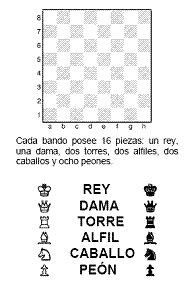 8
7
6
5
4
3
2
1
a b c d e f g h
Cada bando posee 16 piezas: un rey,
una dama, dos torres, dos alfiles, dos
caballos y ocho peones.
REY
DAMA
TORRE
ALFIL
CABALLO
PEÓN